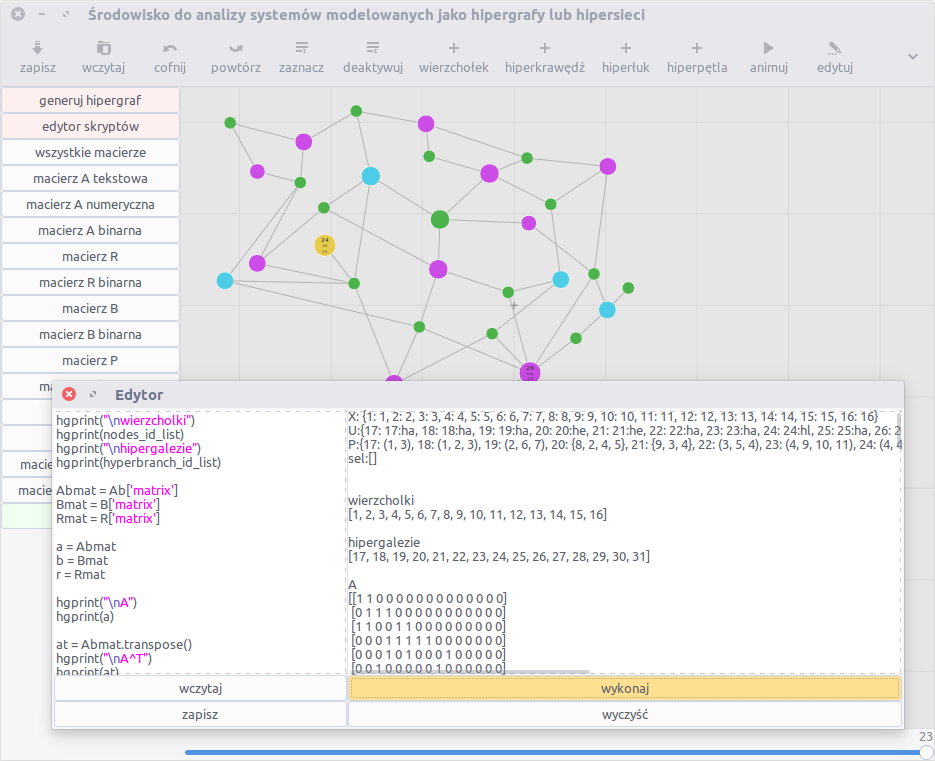 Środowisko do analizy systemów modelowanych jako hipergrafy lub hipersieci
zapisz wczytaj cofnij powtórz zaznacz deaktywuj wierzchołek hiperkrawędź hiperłuk hiperpętla animuj edytuj
generuj hipergraf
edytor skryptów
wszystkie macierze
macierz A tekstowa
macierz A numeryczna
macierz A binarna
macierz R
macierz R binarna
macierz B
macierz B binarna
macierz P
24
28
Edytor
hgprint("\nwierzcholki")
hgprint(nodes_id_list)
hgprint("\nhipergalezie")
hgprint(hyperbranch_id_list)
Abmat = Ab['matrix']
Bmat = B['matrix']
Rmat = R['matrix']
a = Abmat
b = Bmat
r = Rmat
hgprint("\nA")
hgprint(a)
at = Abmat.transpose()
hgprint("\nA^T")
hgprint(at)
X: {1: 1, 2: 2, 3: 3, 4: 4, 5: 5, 6: 6, 7: 7, 8: 8, 9: 9, 10: 10, 11: 11, 12: 12, 13: 13, 14: 14, 15: 15, 16: 16}
U:{17: 17:ha, 18: 18:ha, 19: 19:ha, 20: 20:he, 21: 21:he, 22: 22:ha, 23: 23:ha, 24: 24:hl, 25: 25:ha, 26: 2
P:{17: (1, 3), 18: (1, 2, 3), 19: (2, 6, 7), 20: {8, 2, 4, 5}, 21: {9, 3, 4}, 22: (3, 5, 4), 23: (4, 9, 10, 11), 24: (4, 4
sel:[]
wierzcholki
[1, 2, 3, 4, 5, 6, 7, 8, 9, 10, 11, 12, 13, 14, 15, 16]
hipergalezie
[17, 18, 19, 20, 21, 22, 23, 24, 25, 26, 27, 28, 29, 30, 31]
A
[[1 1 0 0 0 0 0 0 0 0 0 0 0 0 0]
[0 1 1 1 0 0 0 0 0 0 0 0 0 0 0]
[1 1 0 0 1 1 0 0 0 0 0 0 0 0 0]
[0 0 0 1 1 1 1 1 0 0 0 0 0 0 0]
[0 0 0 1 0 1 0 0 0 1 0 0 0 0 0]
[0 0 1 0 0 0 0 0 1 0 0 0 0 0 0]
wczytaj
wykonaj
zapisz
wyczyść
23